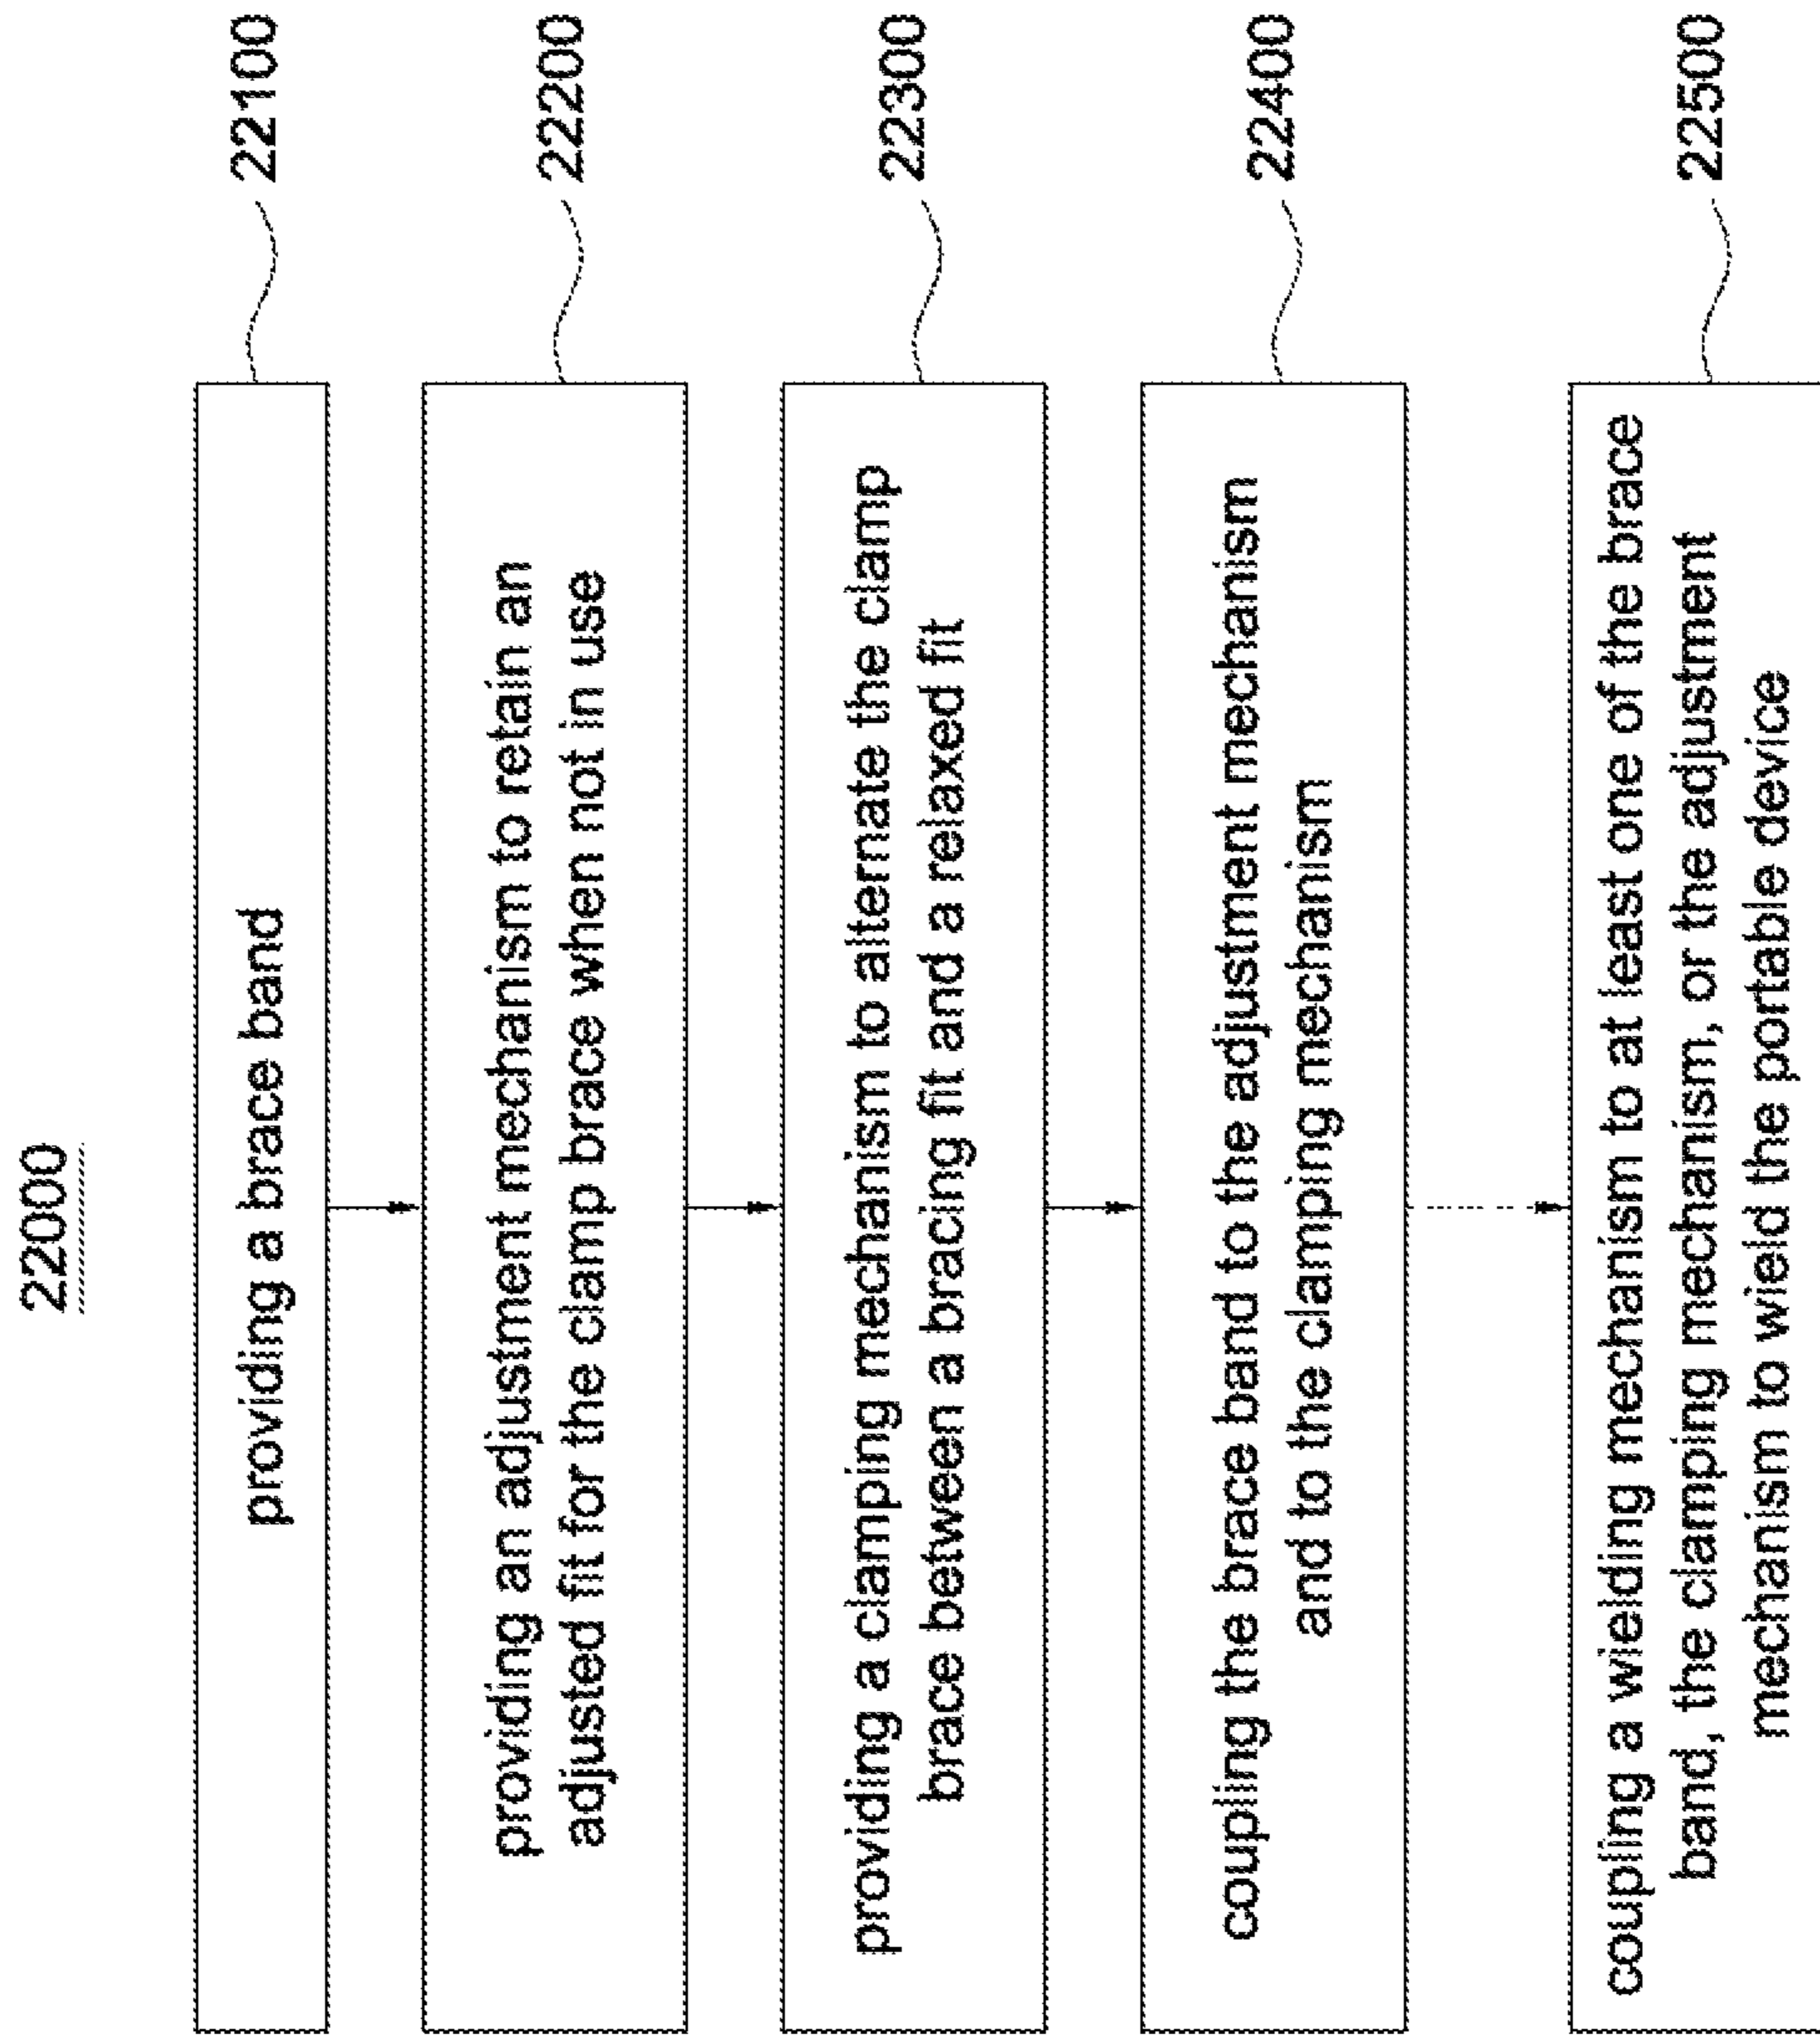 22000
providing a brace band
22100
providing an adjustment mechanism to retain an
adjusted fit for the clamp brace when not in use
22200
providing a clamping mechanism to alternate the clamp
brace between a bracing fit and a relaxed fit
22300
coupling the brace band to the adjustment mechanism
and to the clamping mechanism
22400
coupling a wielding mechanism to at least one of the brace
band, the clamping mechanism, or the adjustment
mechanism to wield the portable device
22500